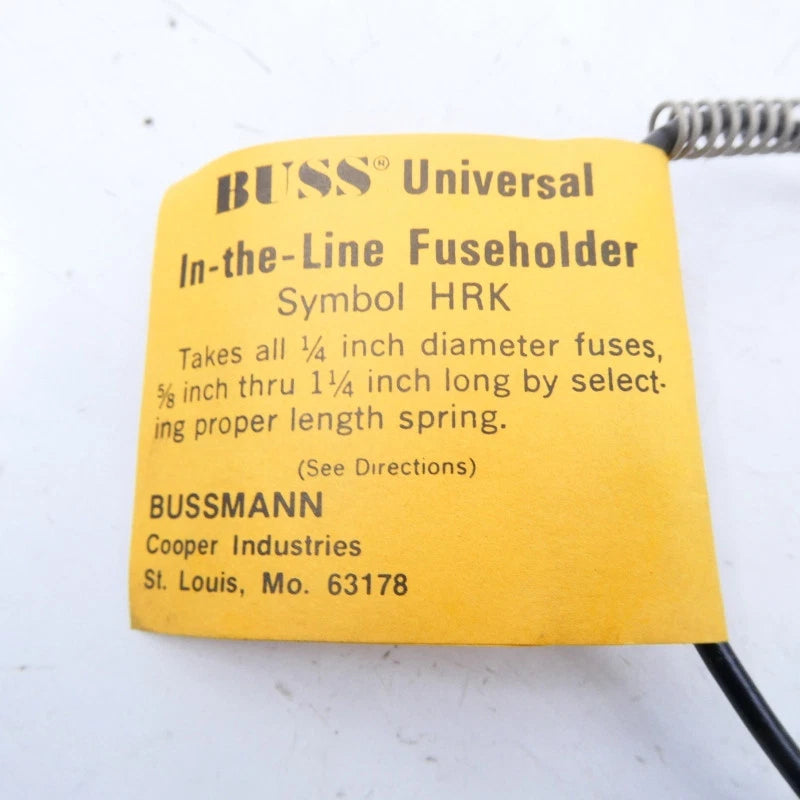 BUSS® Universal
In-the-Line Fuseholder
Symbol HRK
Takes all ¼ inch diameter fuses,
⅝ inch thru 1¼ inch long by select-
ing proper length spring.
(See Directions)
BUSSMANN
Cooper Industries
St. Louis, Mo. 63178